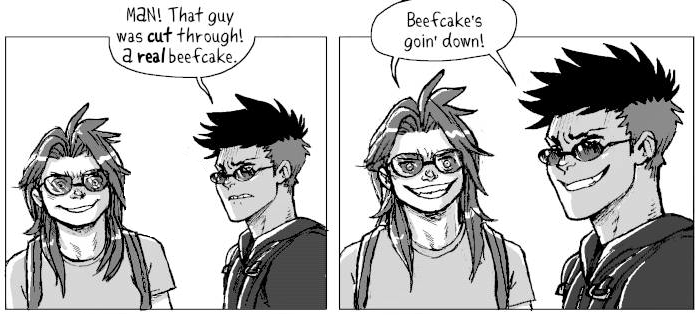 MaN! That guy
was cut through!
a real beefcake.
Beefcake's
goin' down!